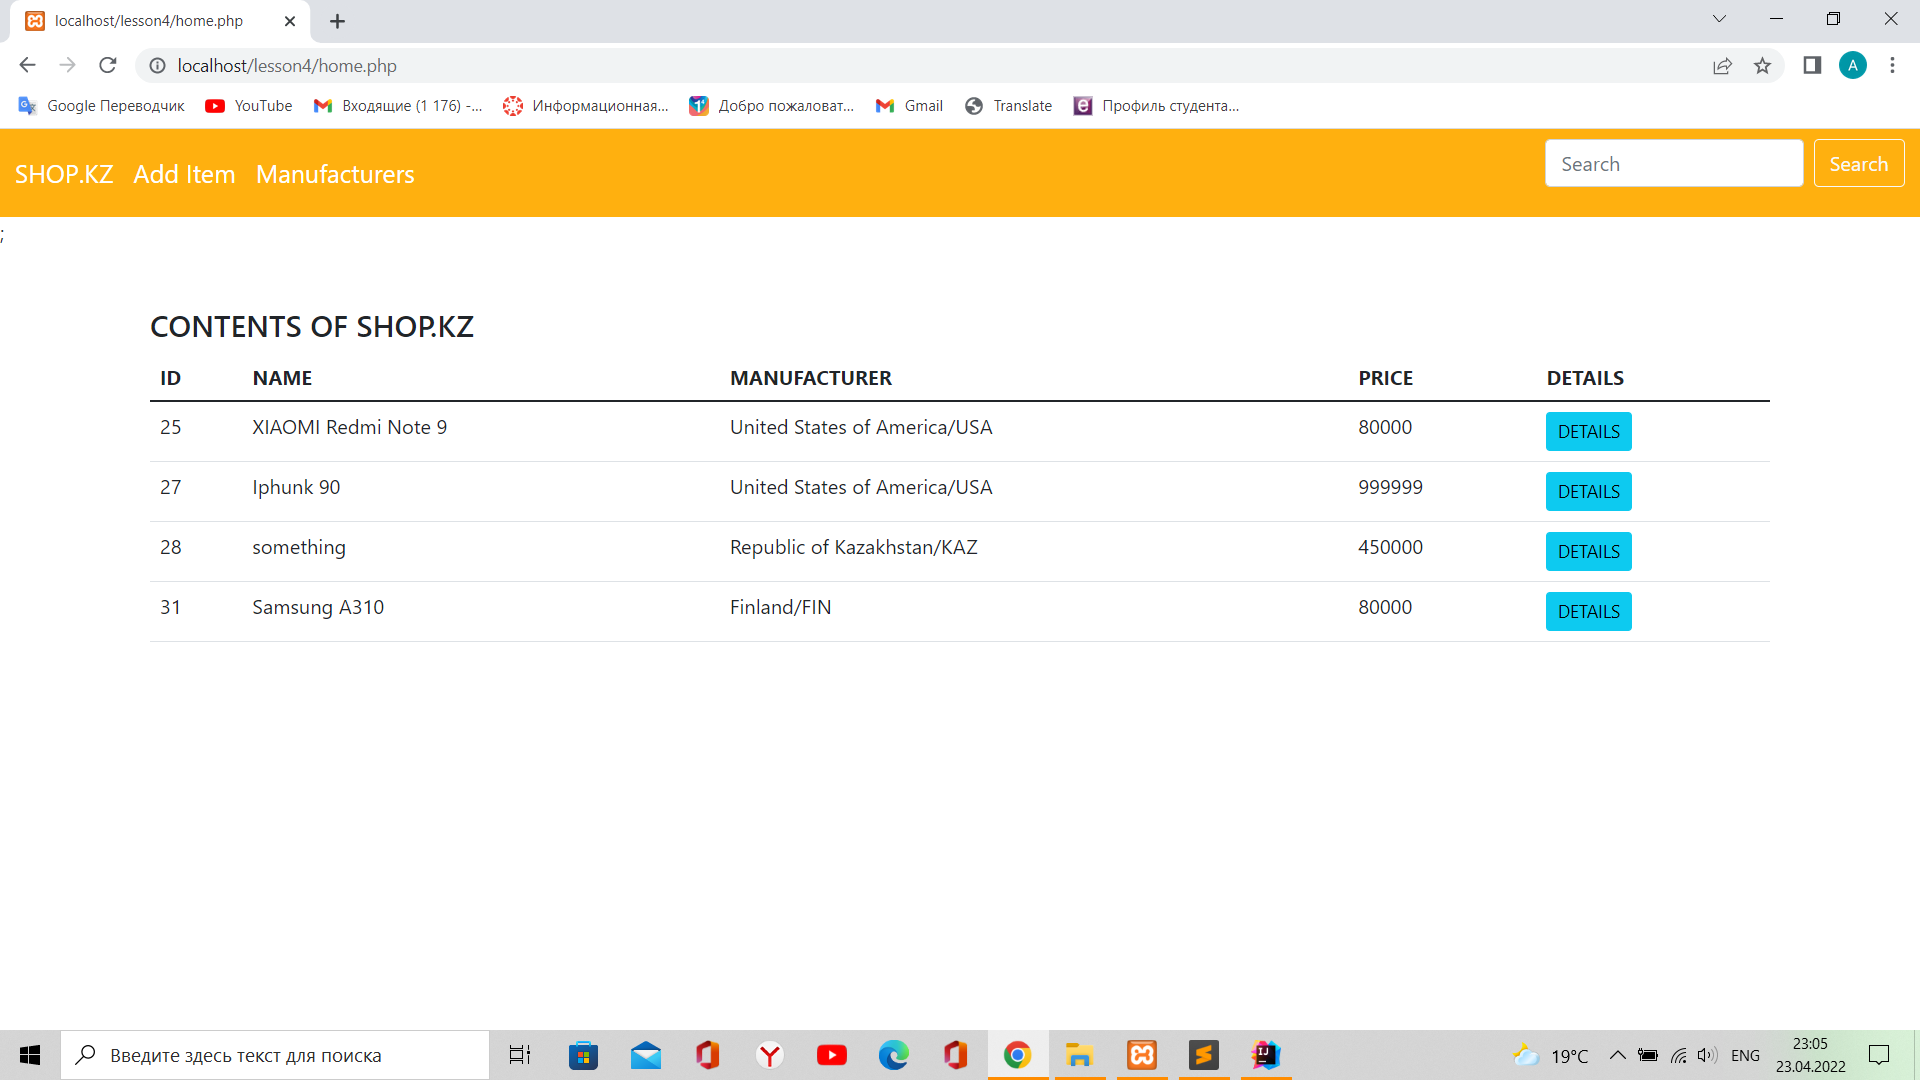 localhost/lesson4/home.php
localhost/lesson4/home.php
A
Google Переводчик YouTube Входящие (1 176) -... Информационная... Добро пожаловат... Gmail Translate Профиль студента...
SHOP.KZ Add Item Manufacturers Search Search
;
CONTENTS OF SHOP.KZ
ID NAME MANUFACTURER PRICE DETAILS
25 XIAOMI Redmi Note 9 United States of America/USA 80000 DETAILS
27 Iphunk 90 United States of America/USA 999999 DETAILS
28 something Republic of Kazakhstan/KAZ 450000 DETAILS
31 Samsung A310 Finland/FIN 80000 DETAILS
Введите здесь текст для поиска 19°C ENG 23:05
23.04.2022